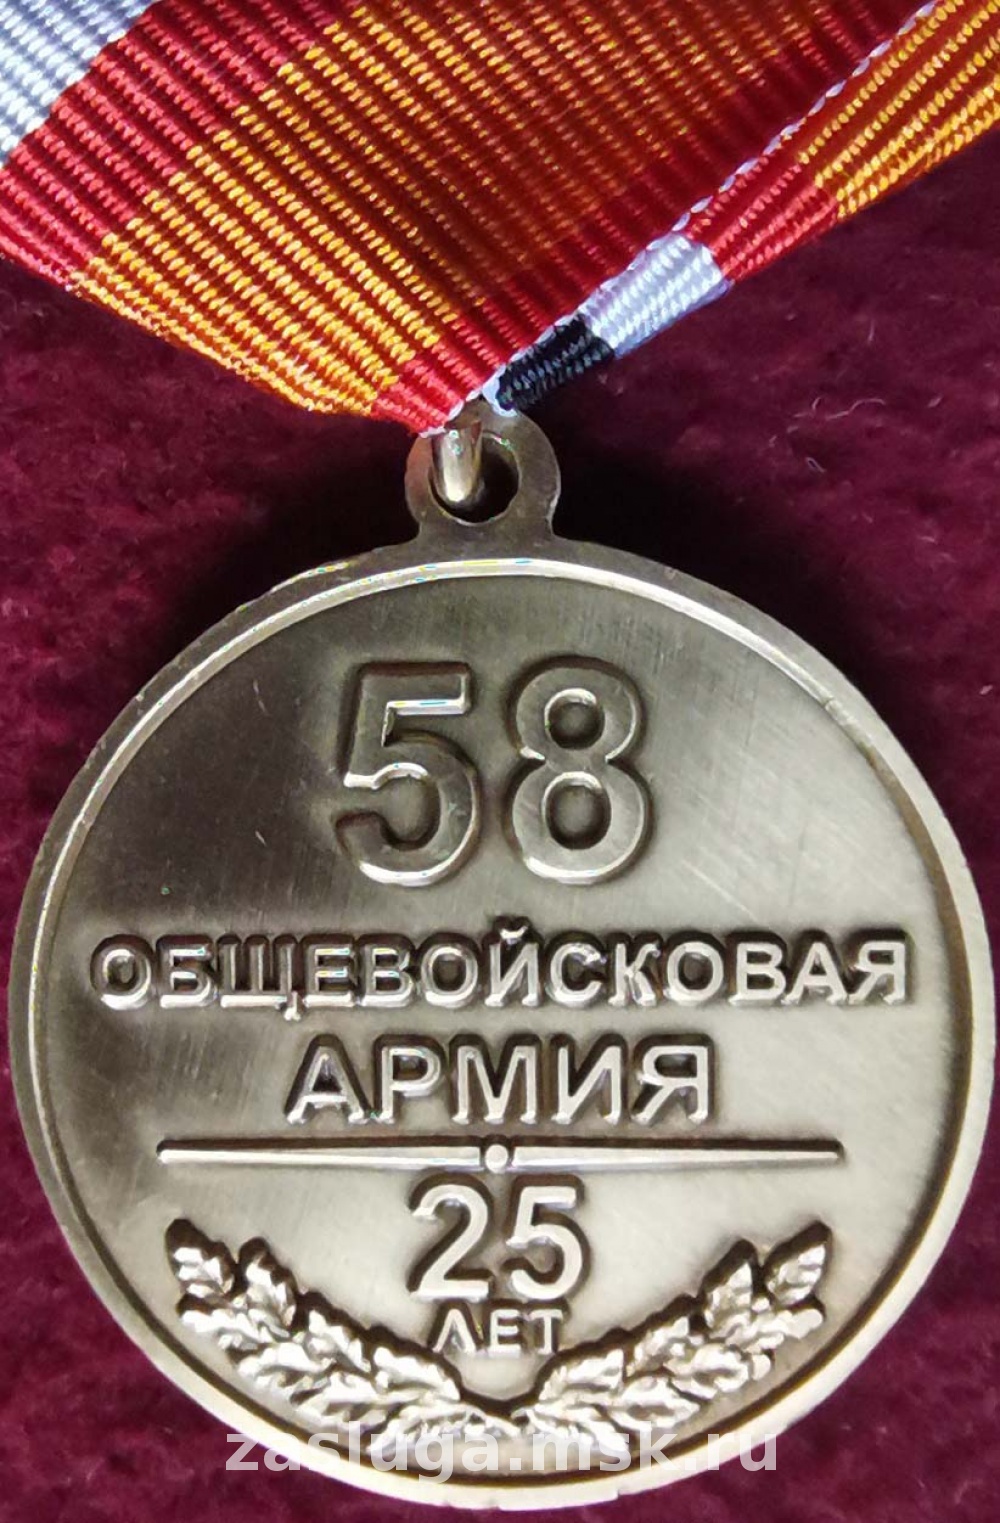 58
ОБЩЕВОЙСКОВАЯ
АРМИЯ
25
ЛЕТ
zasluga.msk.ru